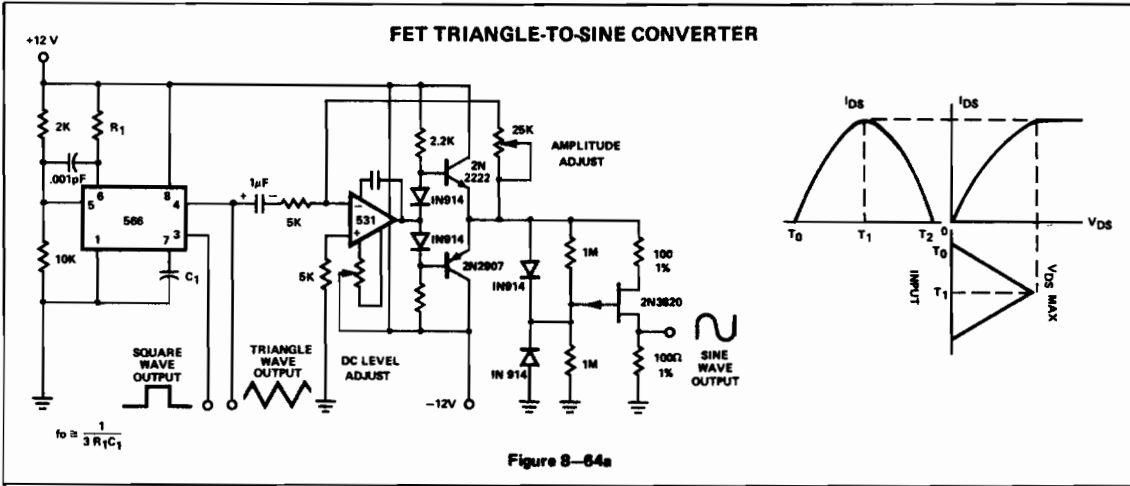 FET TRIANGLE-TO-SINE CONVERTER
+12 V
2K
R1
.001pF
6
8
5
566
4
3
1
7
10K
C1
1μF
+
−
5K
5K
−
531
+
2.2K
IN914
IN914
2N
2222
2N2907
25K
AMPLITUDE
ADJUST
IN914
IN 914
1M
1M
100
1%
2N3820
100Ω
1%
SINE
WAVE
OUTPUT
SQUARE
WAVE
OUTPUT
TRIANGLE
WAVE
OUTPUT
DC LEVEL
ADJUST
−12V
fo ≅ 1
3 R1C1
IDS
IDS
T0
T1
T2
0
VDS
T0
T1
INPUT
VDS MAX
Figure 8—64a